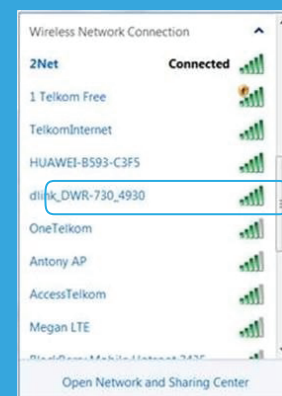 Wireless Network Connection
2Net Connected
1 Telkom Free
TelkomInternet
HUAWEI-B593-C3F5
dlink_DWR-730_4930
OneTelkom
Antony AP
AccessTelkom
Megan LTE
Open Network and Sharing Center